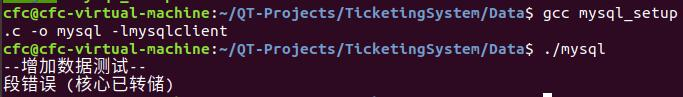 cfc@cfc-virtual-machine:~/QT-Projects/TicketingSystem/Data$ gcc mysql_setup
.c -o mysql -lmysqlclient
cfc@cfc-virtual-machine:~/QT-Projects/TicketingSystem/Data$ ./mysql
--增加数据测试--
段错误 (核心已转储)